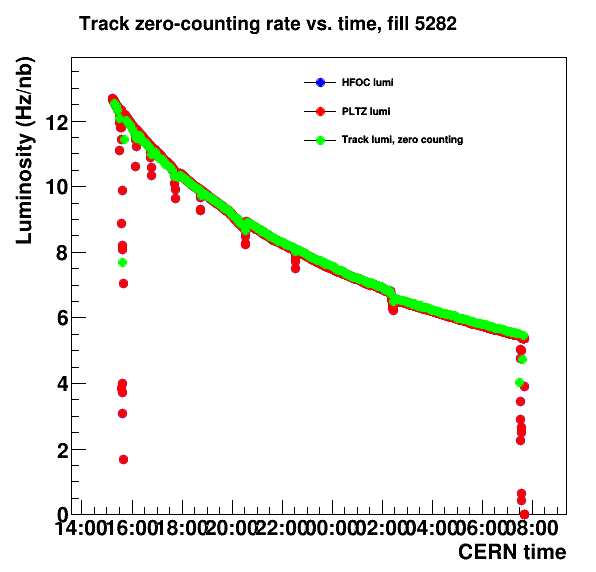 Track zero-counting rate vs. time, fill 5282
Luminosity (Hz/nb)
HFOC lumi
PLTZ lumi
Track lumi, zero counting
12
10
8
6
4
2
0
14:00 16:00 18:00 20:00 22:00 00:00 02:00 04:00 06:00 08:00
CERN time